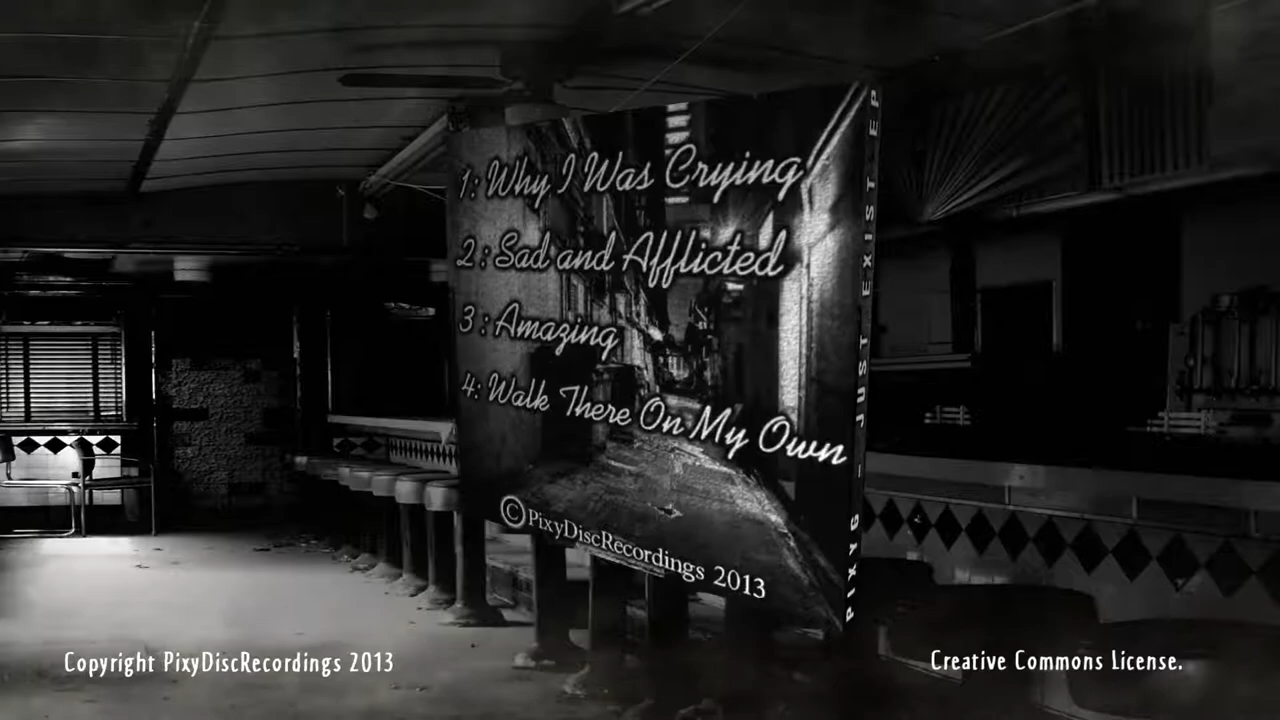 1: Why I Was Crying
2 : Sad and Afflicted
3 : Amazing
4: Walk There On My Own
©PixyDiscRecordings 2013
PIXY G - JUST EXIST EP
Copyright PixyDiscRecordings 2013
Creative Commons License.